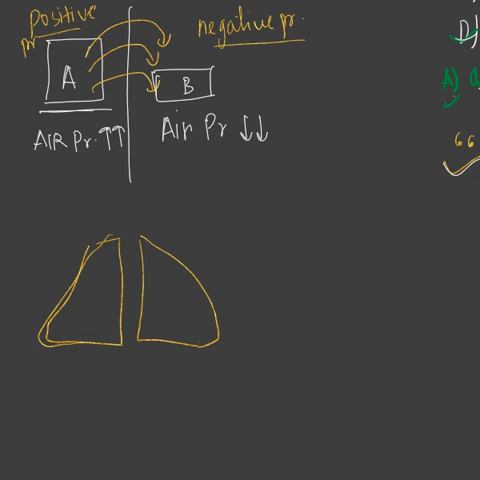 Positive
pr
negative pr.
A
B
AIR Pr. ↑↑
Air Pr ↓↓
D)
A)
66